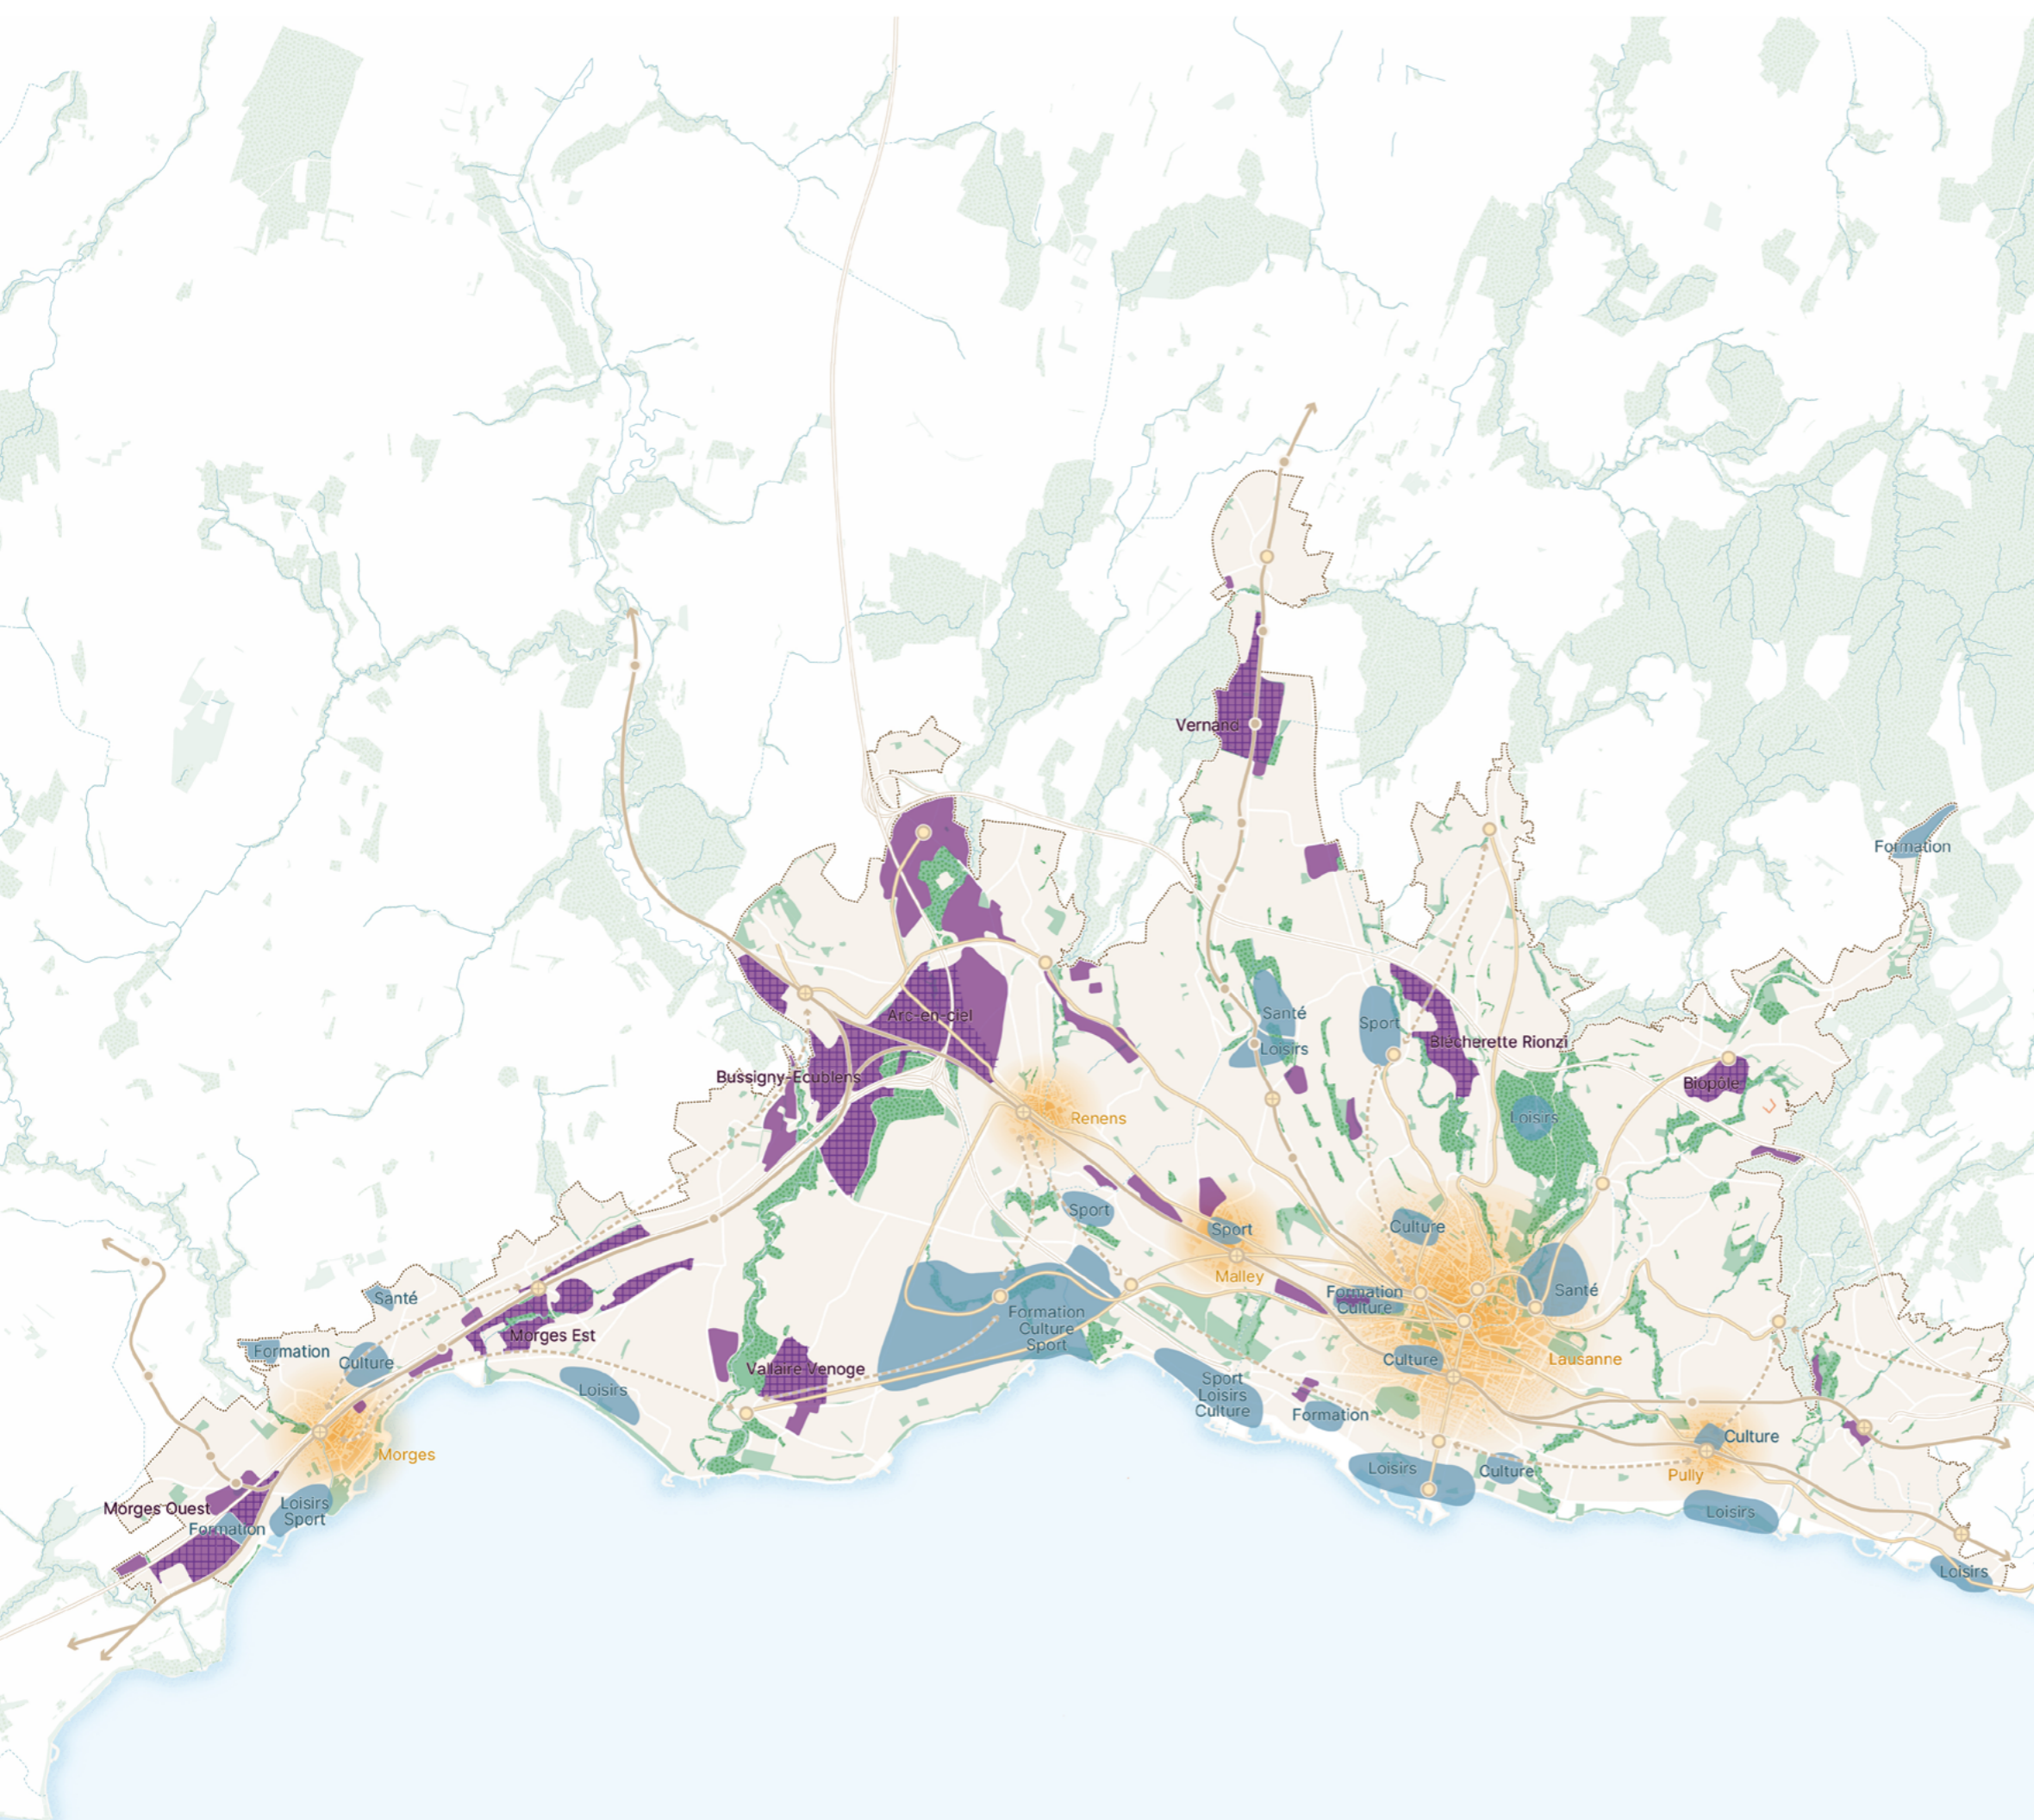 Vernand
Formation
Santé
Sport
Arc-en-ciel
Loisirs
Blécherette Rionzi
Bussigny-Ecublens
Biopôle
Renens
Loisirs
Sport
Culture
Sport
Malley
Santé
Formation
Culture
Santé
Formation
Culture
Sport
Morges Est
Formation
Culture
Culture
Lausanne
Vallaire Venoge
Loisirs
Sport
Loisirs
Culture
Formation
Culture
Morges
Pully
Loisirs
Culture
Loisirs
Sport
Morges Ouest
Formation
Loisirs
Loisirs